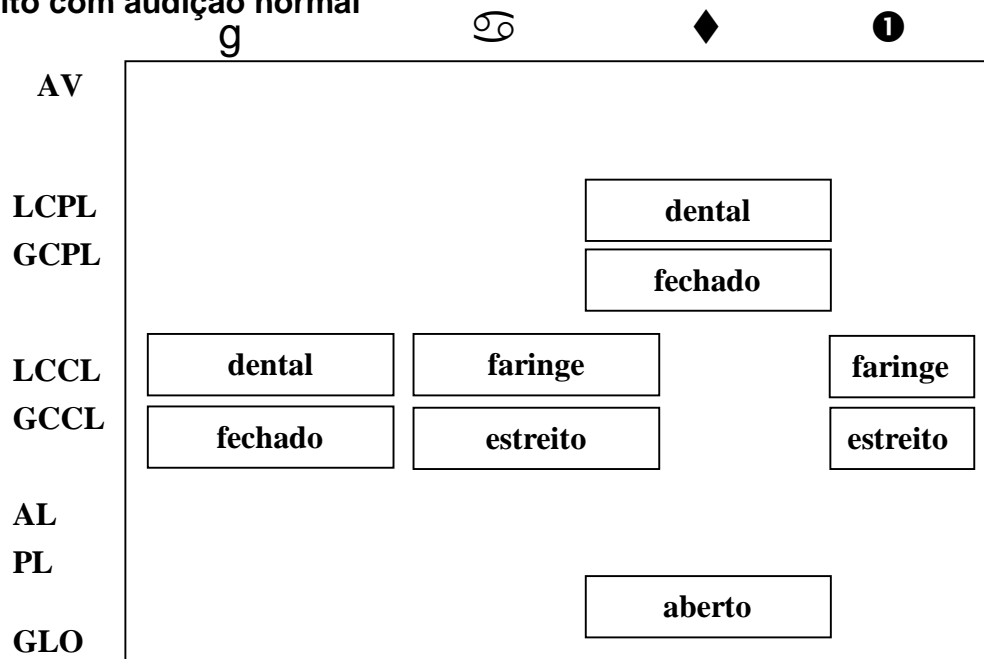 ito com audição normal
g ♋ ♦ ❶
AV
LCPL dental
GCPL fechado
LCCL dental faringe faringe
GCCL fechado estreito estreito
AL
PL
aberto
GLO